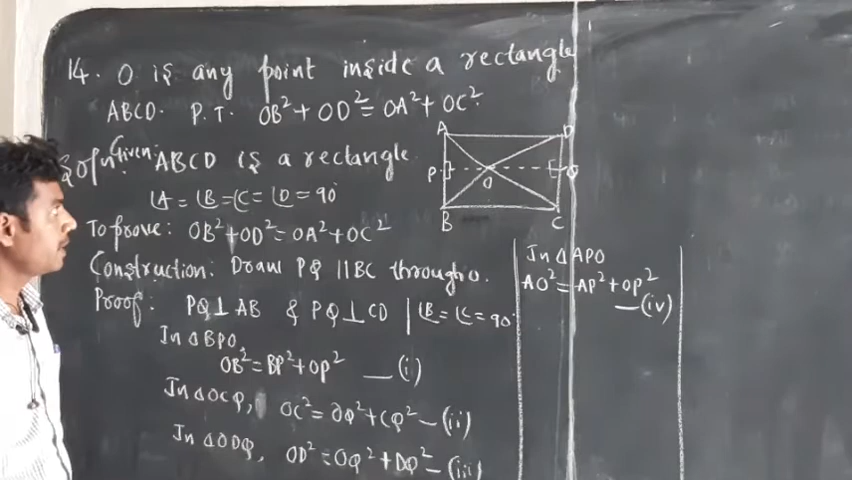 14. O is any point inside a rectangle
ABCD. P.T. OB²+OD²=OA²+OC².
Soln Given: ABCD is a rectangle
∠A=∠B=∠C=∠D=90°
To prove: OB²+OD²=OA²+OC²
Construction: Draw PQ ||BC through O.
Proof: PQ⊥AB & PQ⊥CD | ∠B=∠C=90°
In ΔBPO
OB²=BP²+OP² —(i)
In ΔOCQ, OC²=OQ²+CQ² —(ii)
In ΔODQ, OD²=OQ²+DQ² —(iii)
A D
P O Q
B C
In ΔAPO
AO²=AP²+OP²
—(iv)